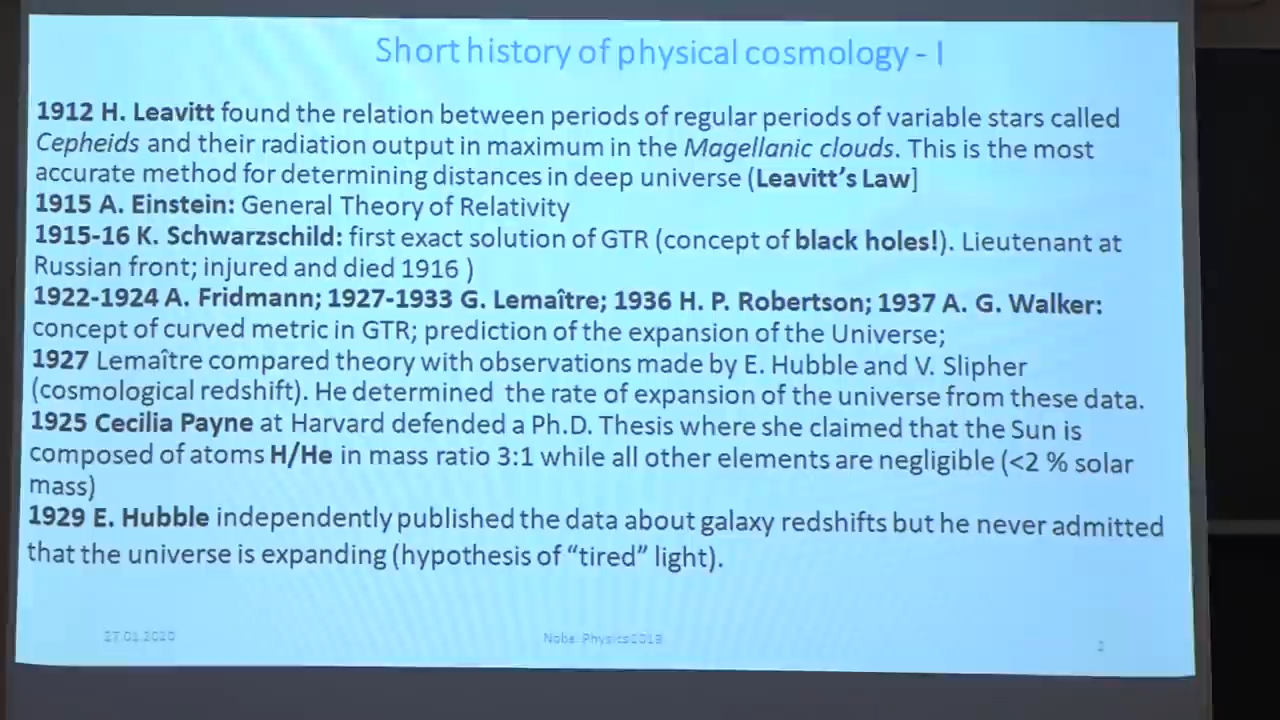 Short history of physical cosmology - I
1912 H. Leavitt found the relation between periods of regular periods of variable stars called
Cepheids and their radiation output in maximum in the Magellanic clouds. This is the most
accurate method for determining distances in deep universe (Leavitt’s Law]
1915 A. Einstein: General Theory of Relativity
1915-16 K. Schwarzschild: first exact solution of GTR (concept of black holes!). Lieutenant at
Russian front; injured and died 1916 )
1922-1924 A. Fridmann; 1927-1933 G. Lemaître; 1936 H. P. Robertson; 1937 A. G. Walker:
concept of curved metric in GTR; prediction of the expansion of the Universe;
1927 Lemaître compared theory with observations made by E. Hubble and V. Slipher
(cosmological redshift). He determined the rate of expansion of the universe from these data.
1925 Cecilia Payne at Harvard defended a Ph.D. Thesis where she claimed that the Sun is
composed of atoms H/He in mass ratio 3:1 while all other elements are negligible (<2 % solar
mass)
1929 E. Hubble independently published the data about galaxy redshifts but he never admitted
that the universe is expanding (hypothesis of “tired” light).
27.01.2020 Nobel Physics2019